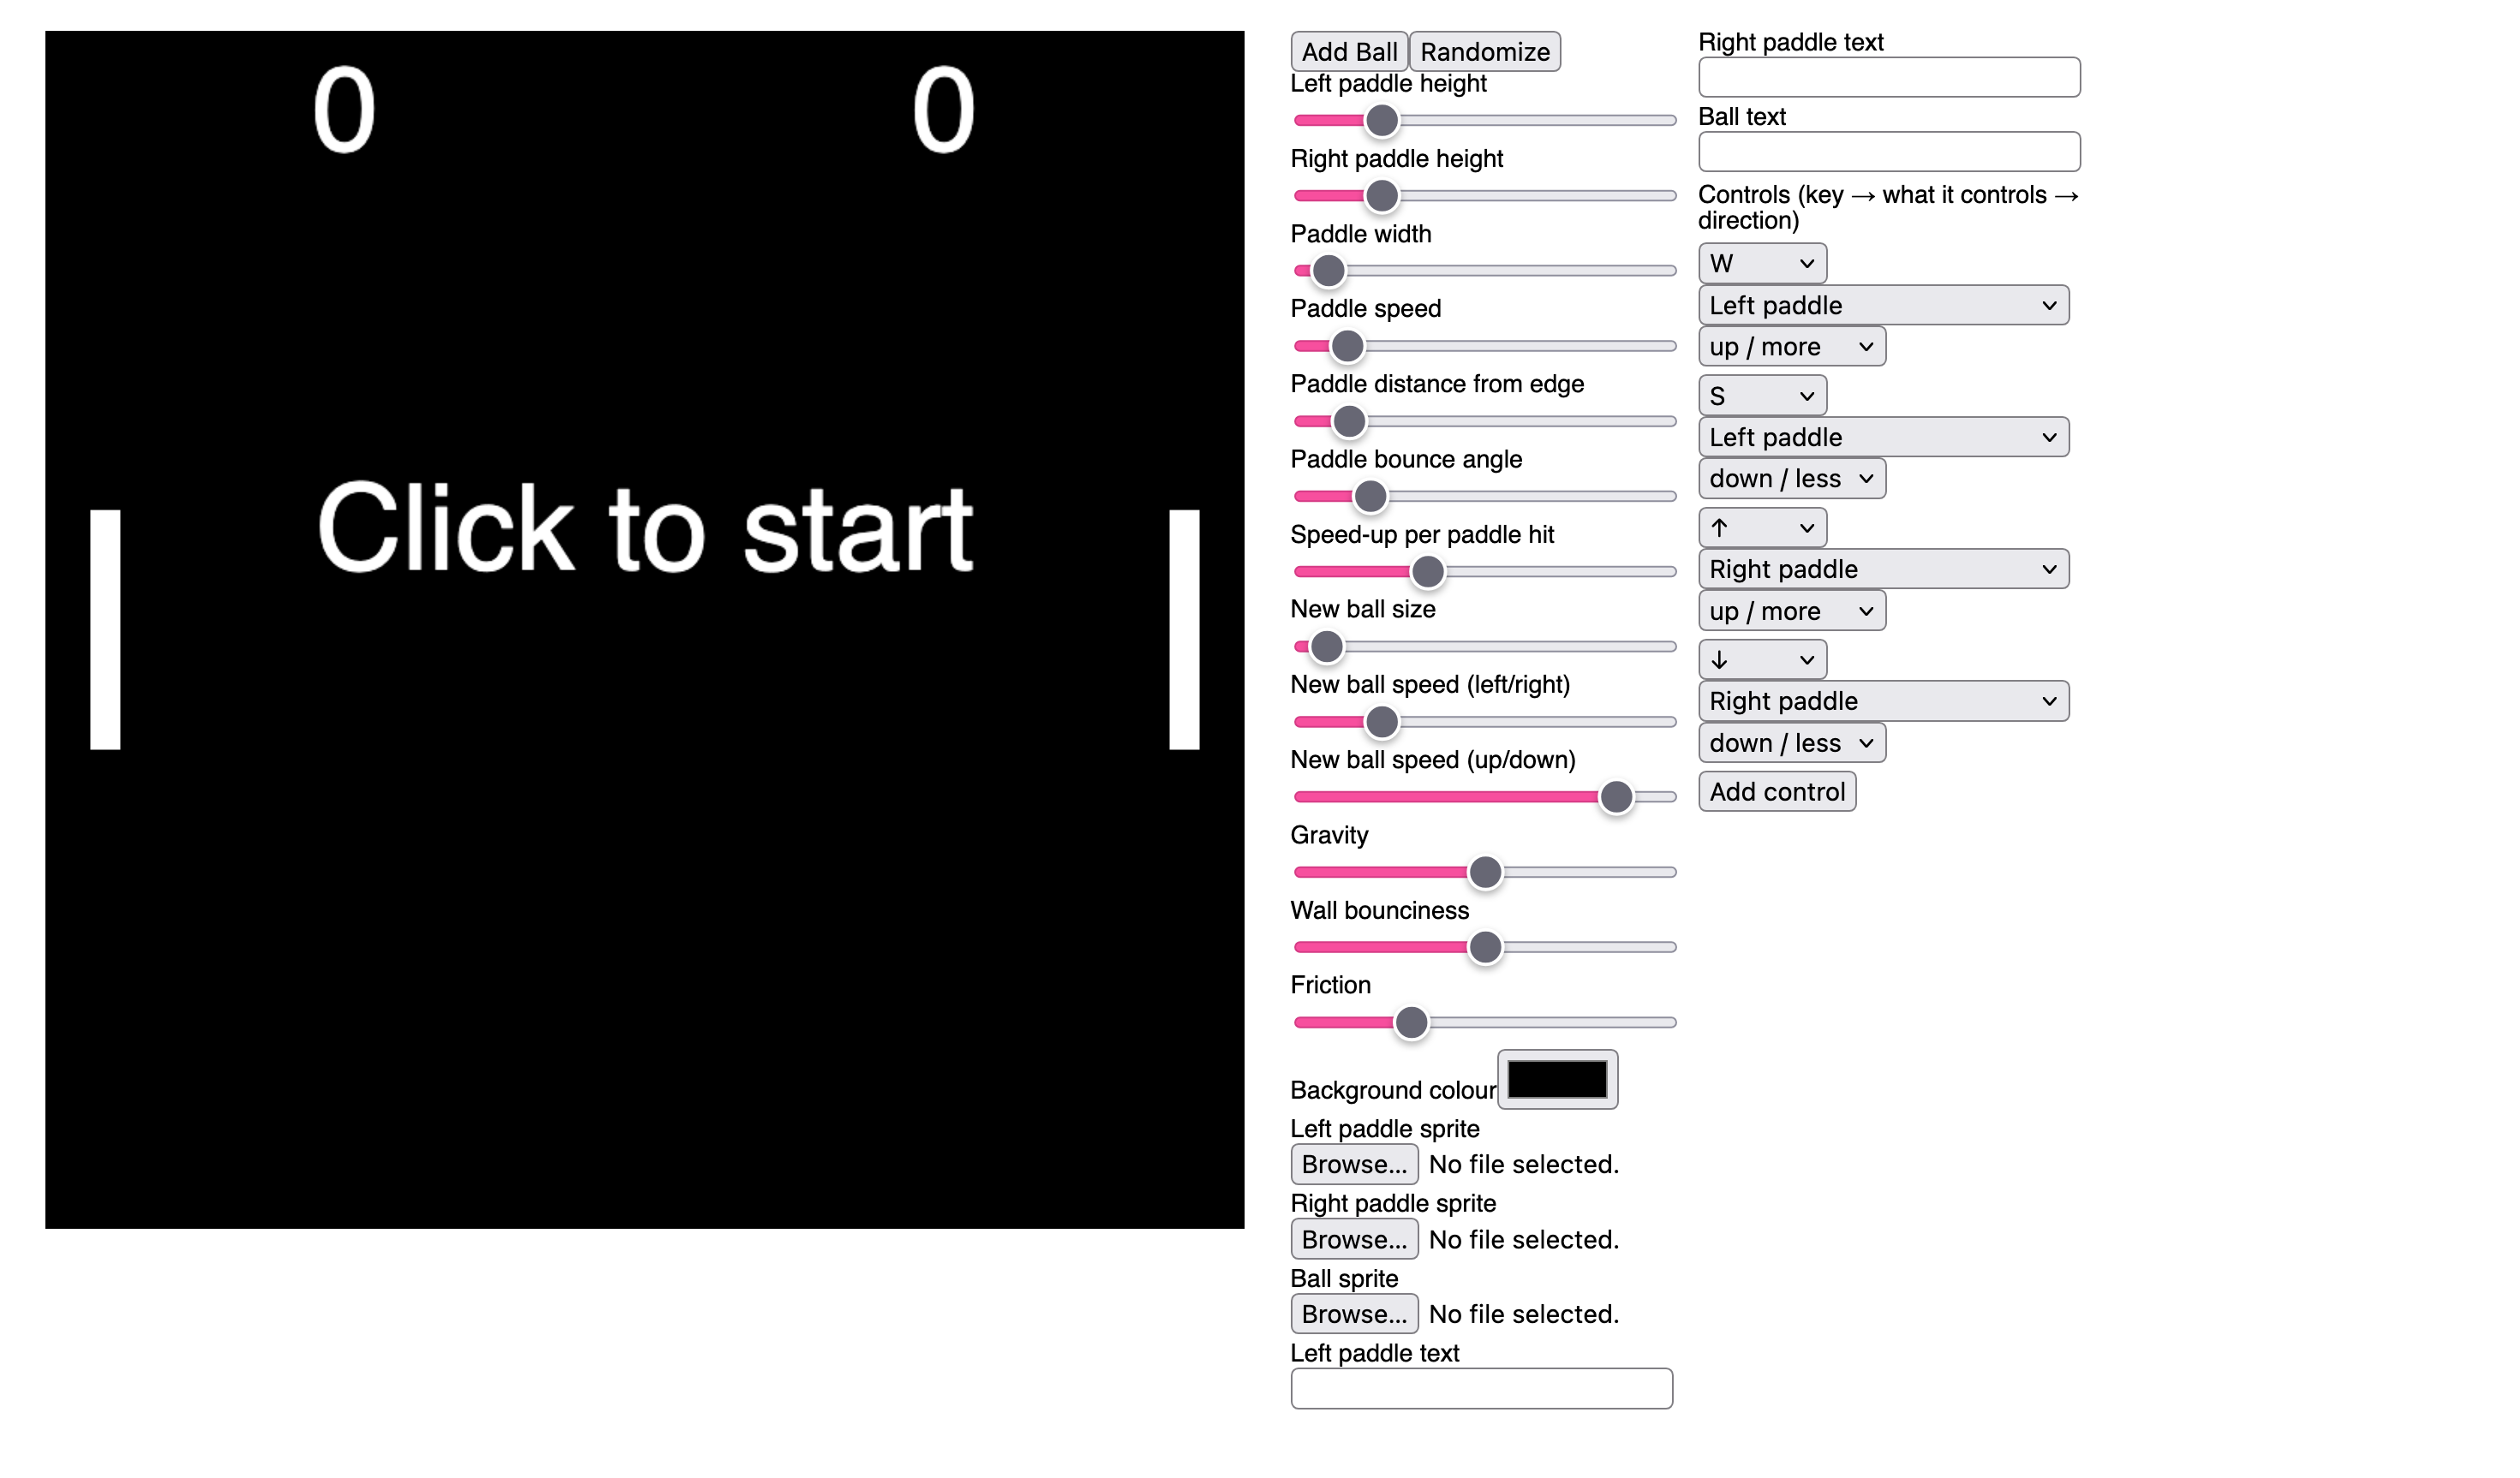 0 0
Click to start
Add Ball Randomize
Left paddle height
Right paddle height
Paddle width
Paddle speed
Paddle distance from edge
Paddle bounce angle
Speed-up per paddle hit
New ball size
New ball speed (left/right)
New ball speed (up/down)
Gravity
Wall bounciness
Friction
Background colour
Left paddle sprite
Browse... No file selected.
Right paddle sprite
Browse... No file selected.
Ball sprite
Browse... No file selected.
Left paddle text
Right paddle text
Ball text
Controls (key → what it controls →
direction)
W
Left paddle
up / more
S
Left paddle
down / less
↑
Right paddle
up / more
↓
Right paddle
down / less
Add control